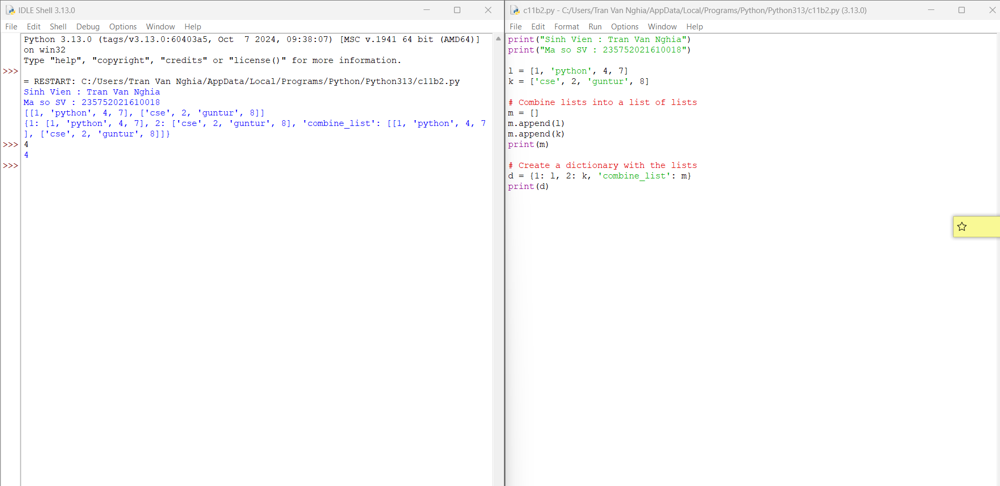 IDLE Shell 3.13.0
File Edit Shell Debug Options Window Help
Python 3.13.0 (tags/v3.13.0:60403a5, Oct  7 2024, 09:38:07) [MSC v.1941 64 bit (AMD64)]
on win32
Type "help", "copyright", "credits" or "license()" for more information.
>>>
= RESTART: C:/Users/Tran Van Nghia/AppData/Local/Programs/Python/Python313/c11b2.py
Sinh Vien : Tran Van Nghia
Ma so SV : 235752021610018
[[1, 'python', 4, 7], ['cse', 2, 'guntur', 8]]
{1: [1, 'python', 4, 7], 2: ['cse', 2, 'guntur', 8], 'combine_list': [[1, 'python', 4, 7
], ['cse', 2, 'guntur', 8]]}
>>> 4
4
>>>
c11b2.py - C:/Users/Tran Van Nghia/AppData/Local/Programs/Python/Python313/c11b2.py (3.13.0)
File Edit Format Run Options Window Help
print("Sinh Vien : Tran Van Nghia")
print("Ma so SV : 235752021610018")
l = [1, 'python', 4, 7]
k = ['cse', 2, 'guntur', 8]
# Combine lists into a list of lists
m = []
m.append(l)
m.append(k)
print(m)
# Create a dictionary with the lists
d = {1: l, 2: k, 'combine_list': m}
print(d)